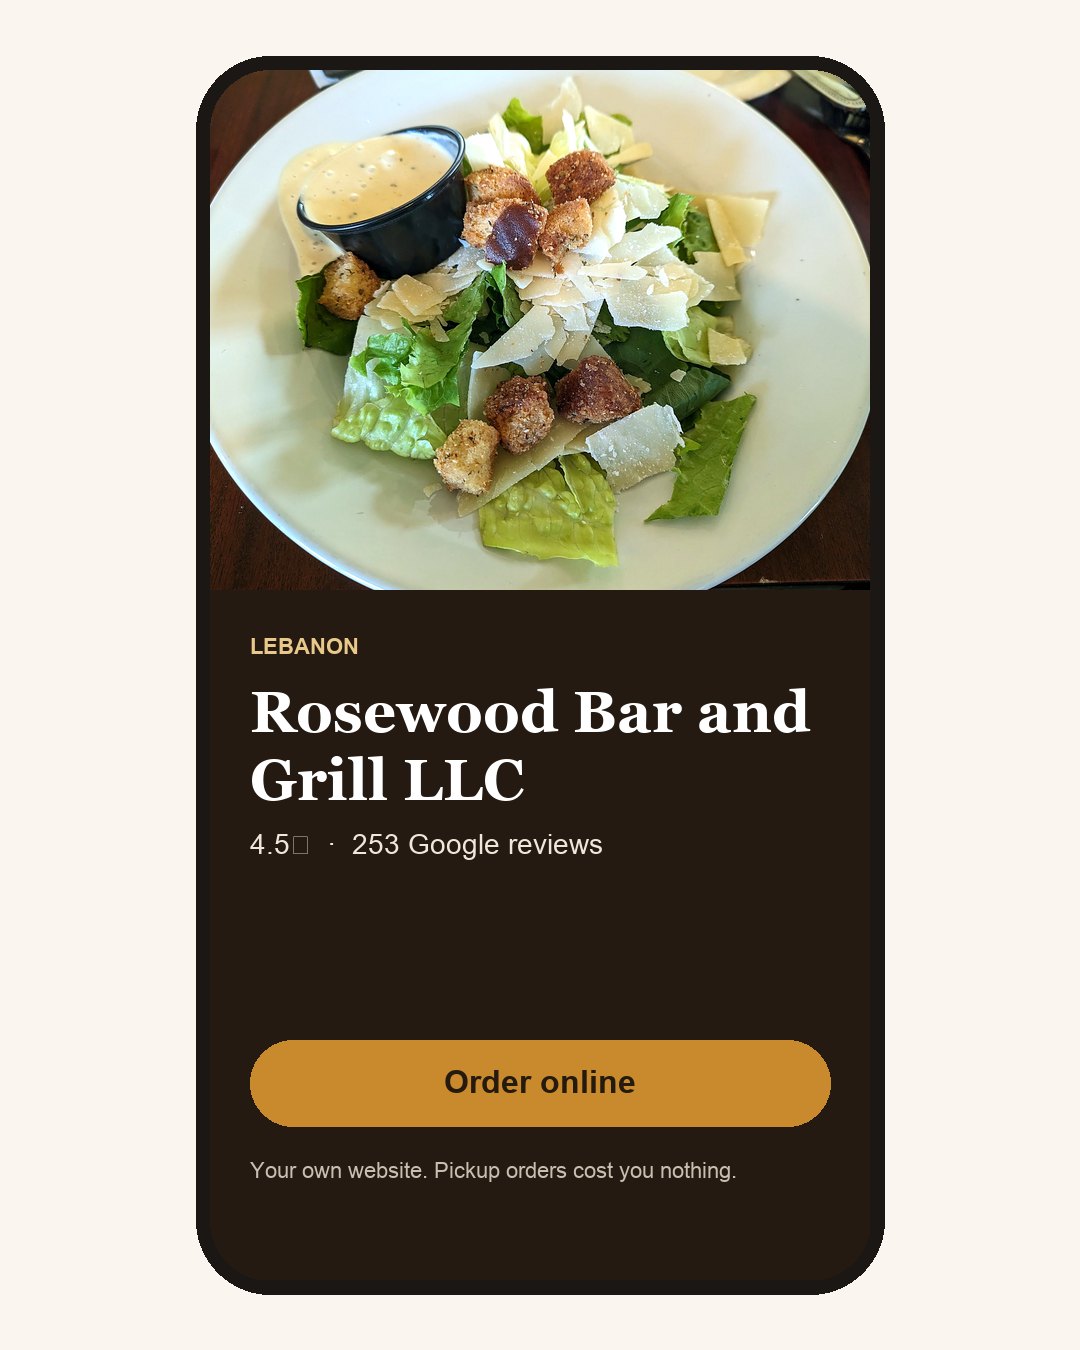 LEBANON
Rosewood Bar and
Grill LLC
4.5□ · 253 Google reviews
Order online
Your own website. Pickup orders cost you nothing.